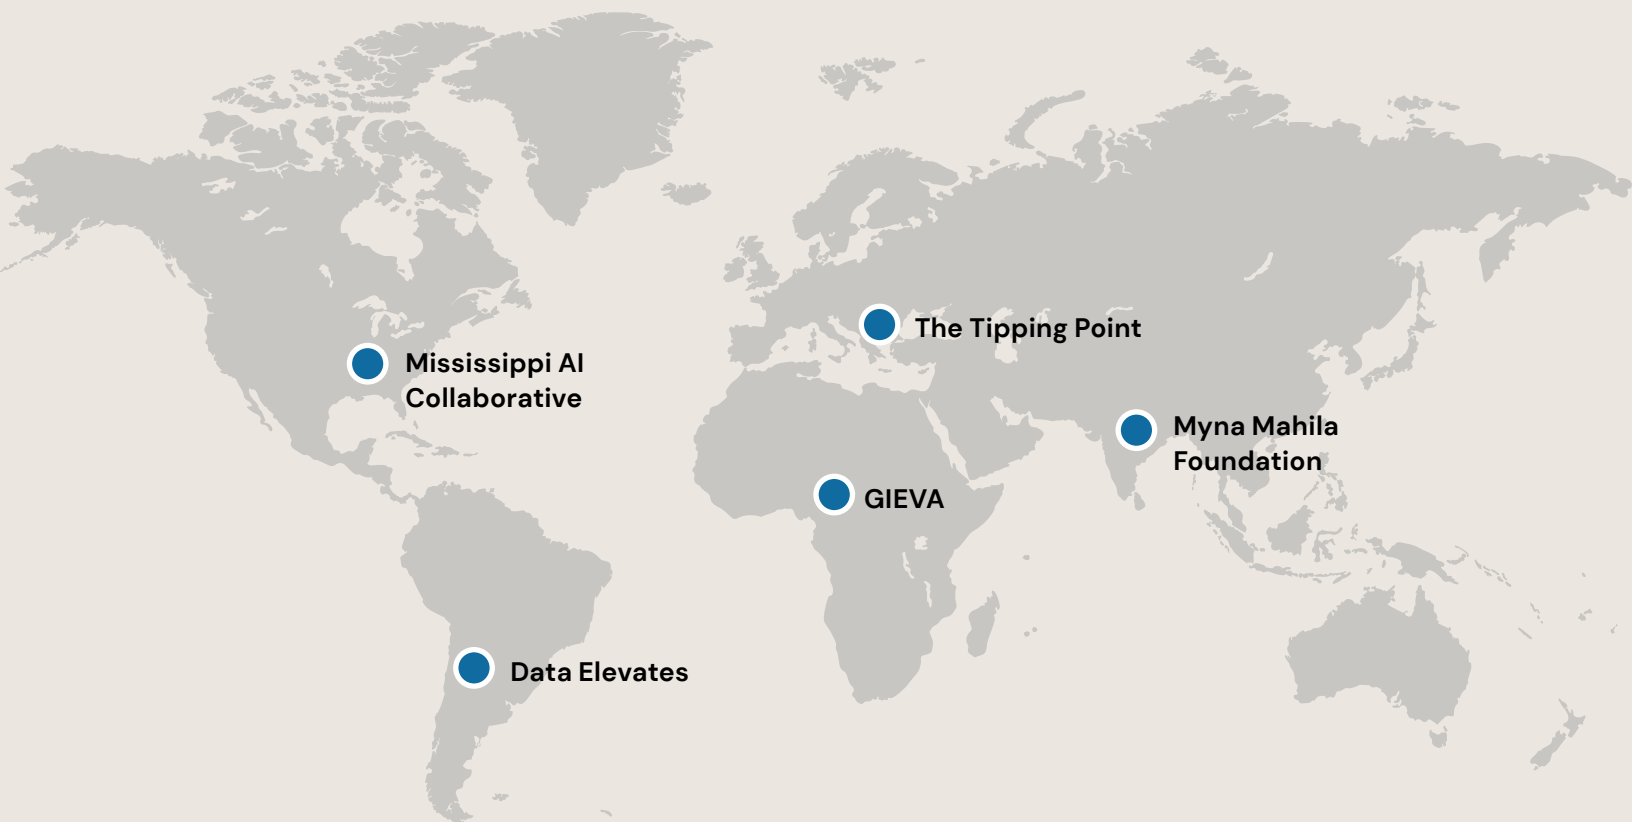 The Tipping Point
Mississippi AI
Collaborative
Myna Mahila
Foundation
GIEVA
Data Elevates